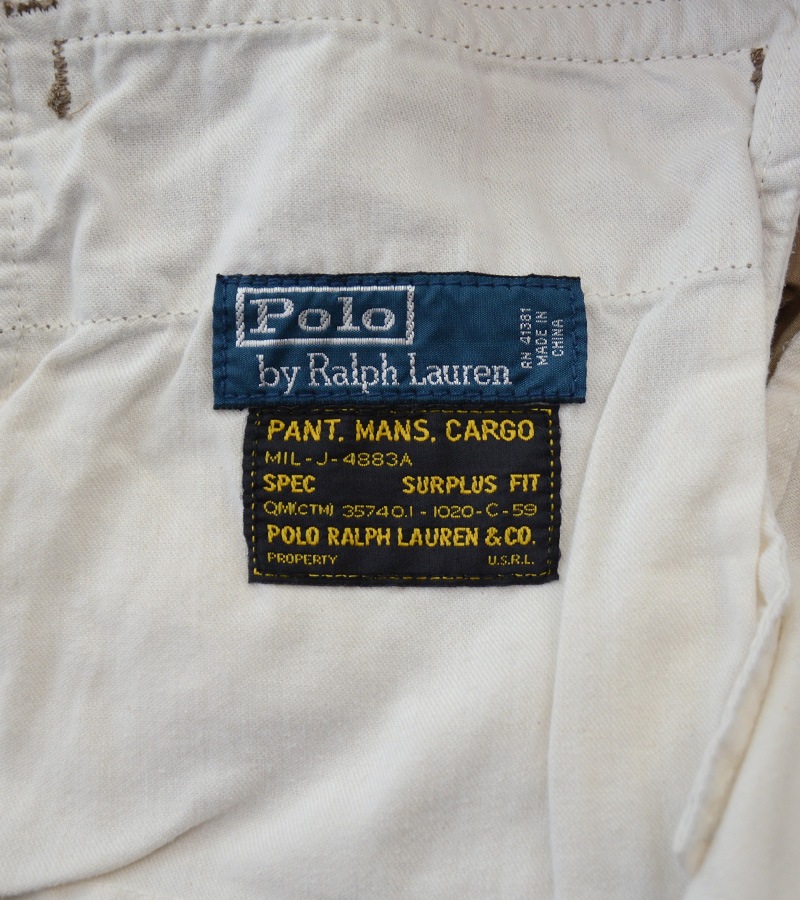 Polo
by Ralph Lauren
RN 41381
MADE IN
CHINA
PANT. MANS. CARGO
MIL-J-4883A
SPEC SURPLUS FIT
QM(CTM) 35740.1-1020-C-59
POLO RALPH LAUREN & CO.
PROPERTY U.S.R.L.